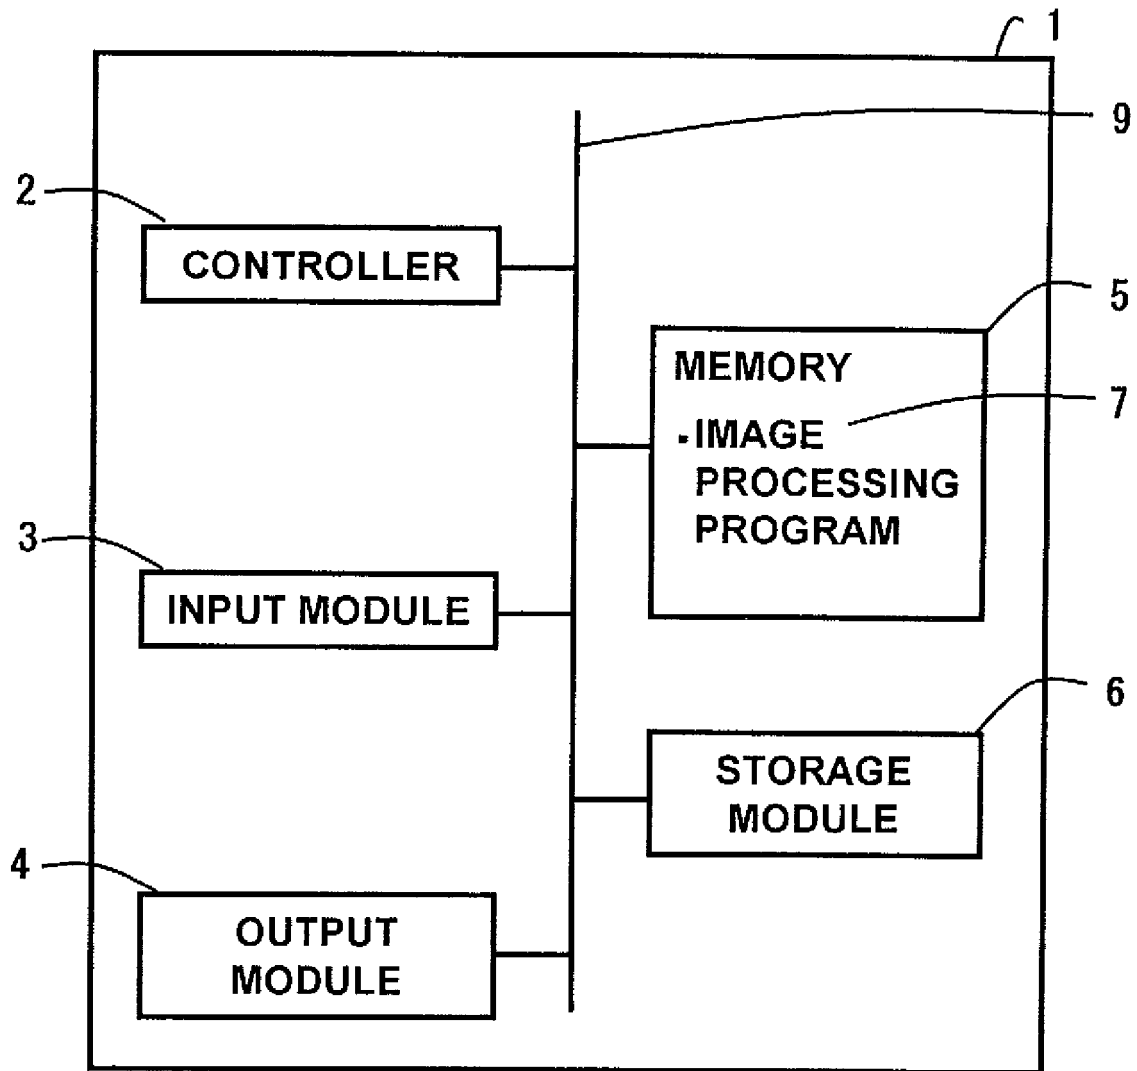 1
9
2
CONTROLLER
5
MEMORY
7
·IMAGE
PROCESSING
PROGRAM
3
INPUT MODULE
6
STORAGE
MODULE
4
OUTPUT
MODULE